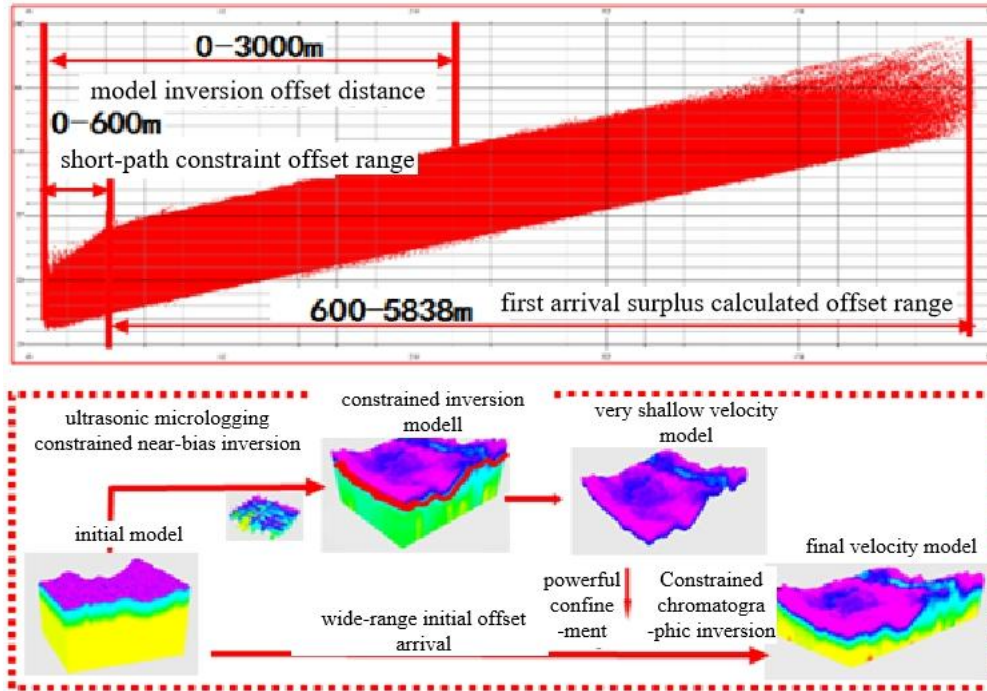 0-3000m
model inversion offset distance
0-600m
short-path constraint offset range
600-5838m
first arrival surplus calculated offset range
ultrasonic micrologging
constrained near-bias inversion
constrained inversion
modell
very shallow velocity
model
initial model
final velocity model
powerful
confine
-ment
Constrained
chromatogra
-phic inversion
wide-range initial offset
arrival